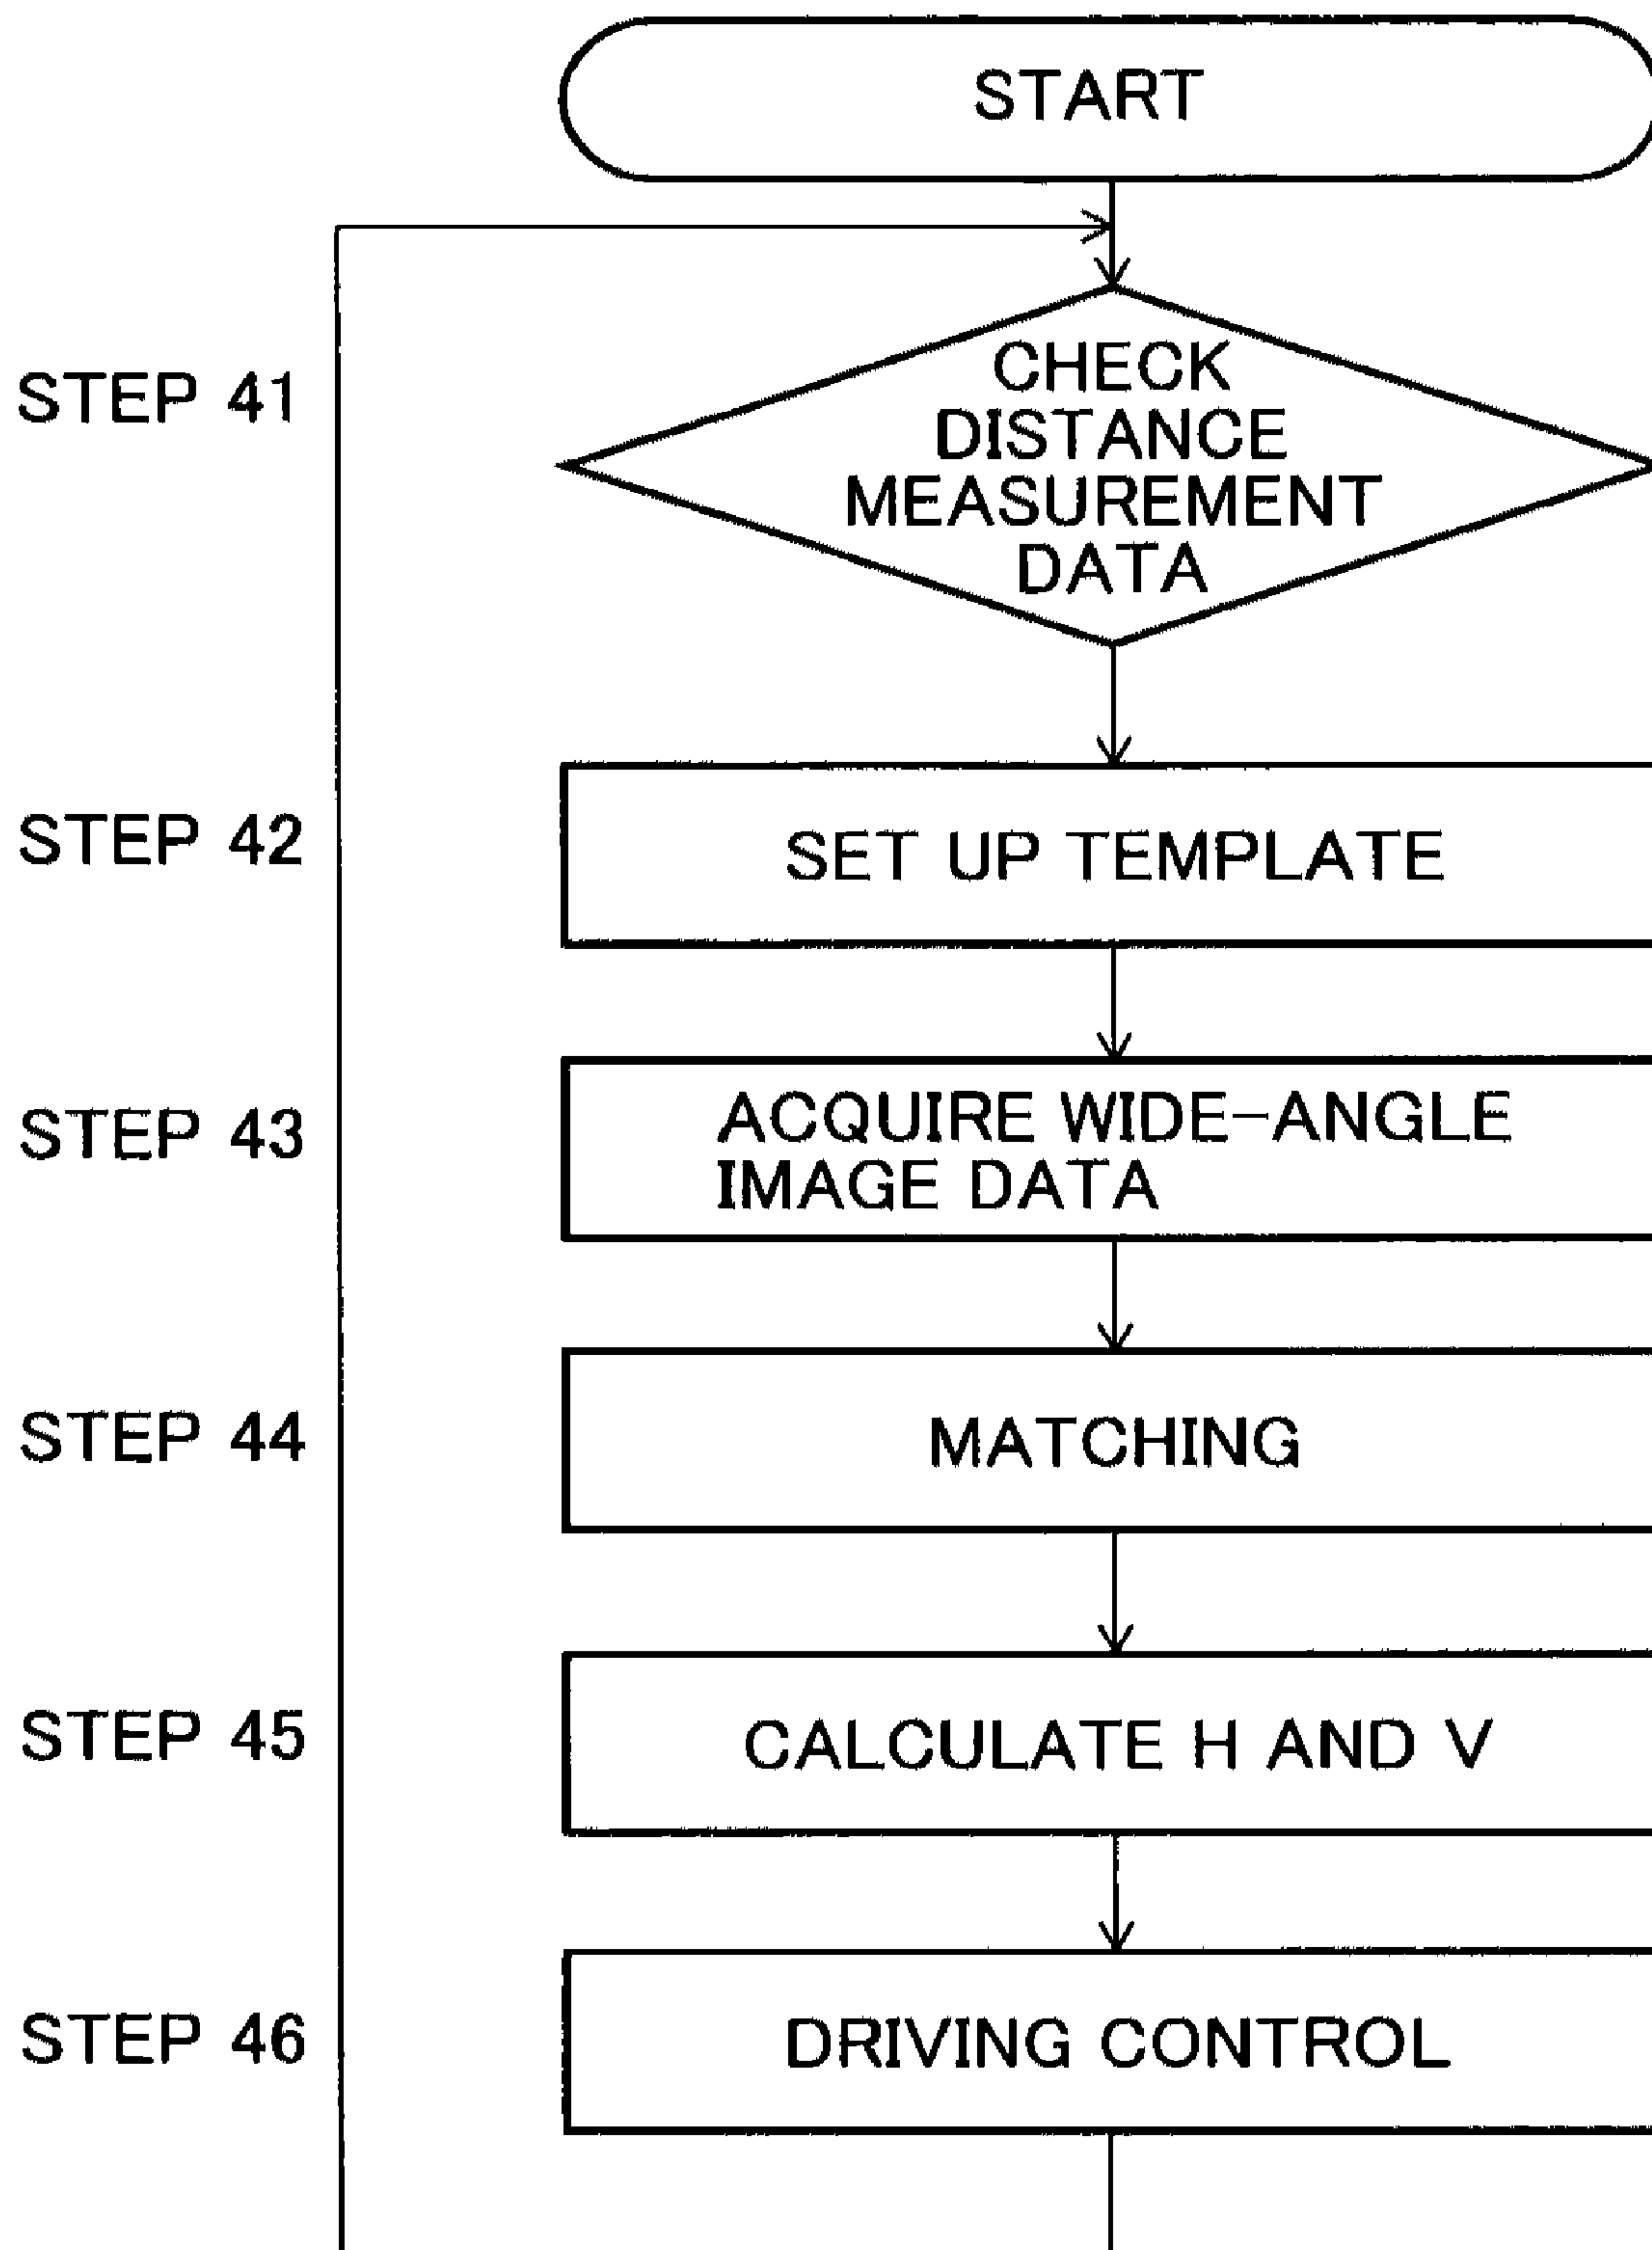 START
STEP 41
CHECK
DISTANCE
MEASUREMENT
DATA
STEP 42
SET UP TEMPLATE
STEP 43
ACQUIRE WIDE-ANGLE
IMAGE DATA
STEP 44
MATCHING
STEP 45
CALCULATE H AND V
STEP 46
DRIVING CONTROL